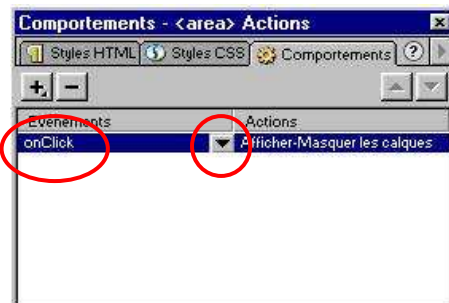 Comportements - <area> Actions
Styles HTML Styles CSS Comportements ?
+ -
Evénements Actions
onClick Afficher-Masquer les calques